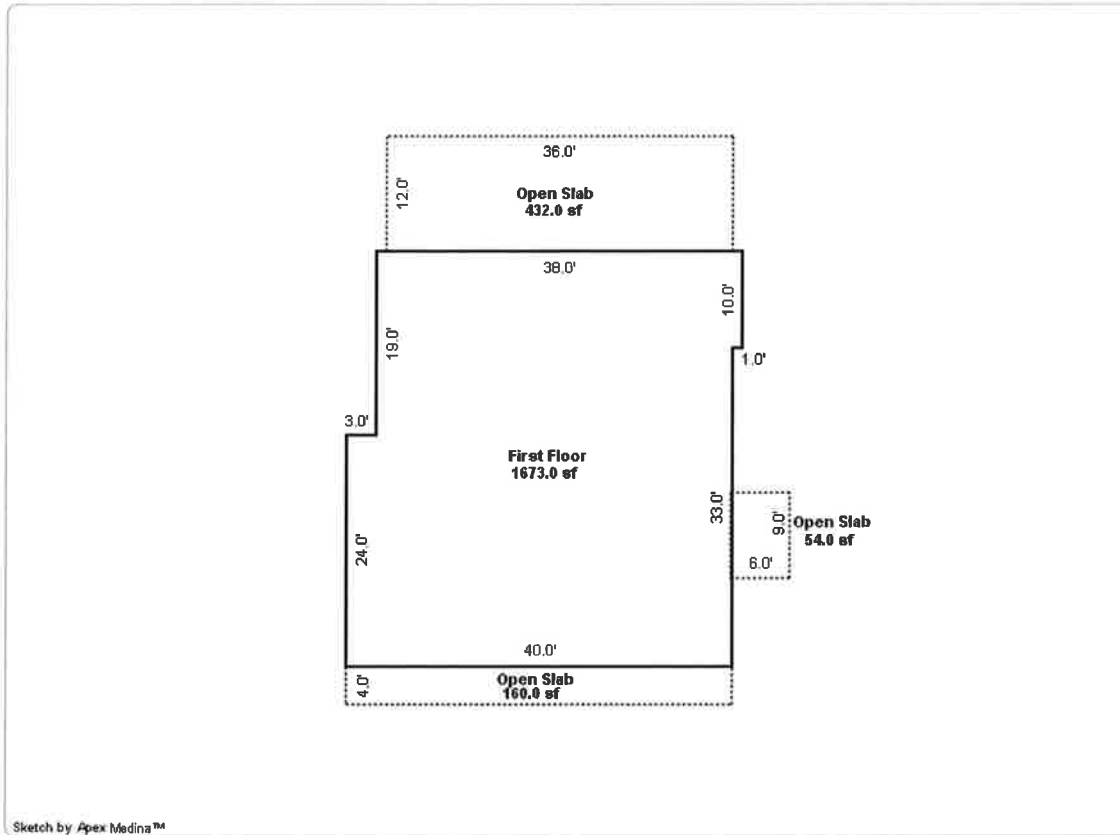 36.0'
12.0'
Open Slab
432.0 sf
38.0'
10.0'
19.0'
1.0'
3.0'
First Floor
1673.0 sf
33.0'
9.0'
Open Slab
54.0 sf
24.0'
6.0'
40.0'
4.0'
Open Slab
160.0 sf
Sketch by Apex Medina™